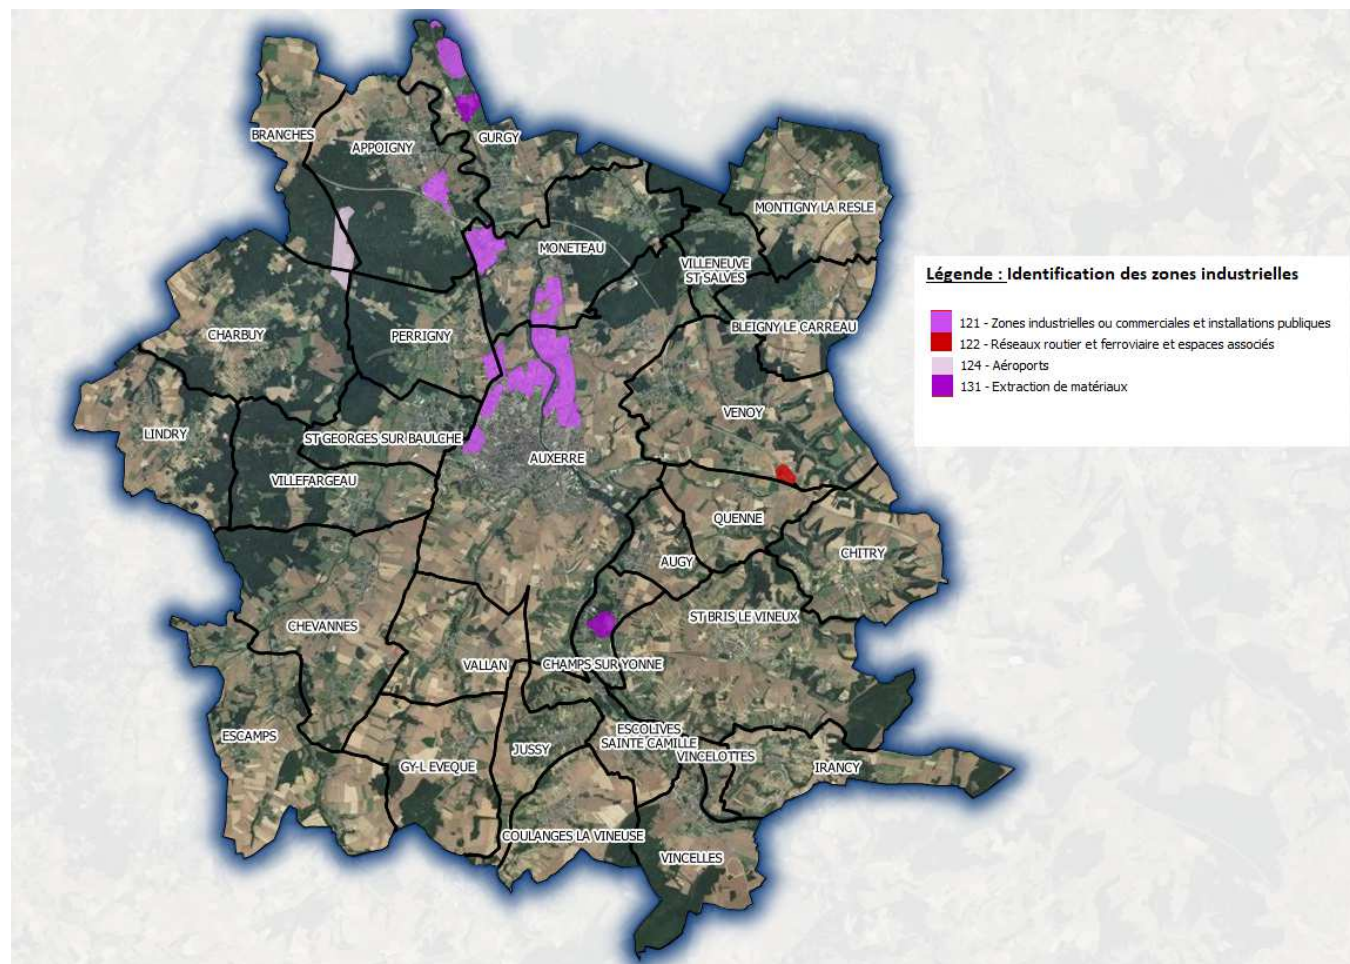 BRANCHES
APPOIGNY
GURGY
MONTIGNY LA RESLE
MONETEAU
VILLENEUVE
ST SALVES
CHARBUY
PERRIGNY
BLEIGNY LE CARREAU
VENOY
LINDRY
ST GEORGES SUR BAULCHE
AUXERRE
VILLEFARGEAU
QUENNE
CHITRY
AUGY
CHEVANNES
ST BRIS LE VINEUX
VALLAN
CHAMPS SUR YONNE
ESCAMPS
ESCOLIVES
SAINTE CAMILLE
JUSSY
VINCELOTTES
GY-L EVEQUE
IRANCY
COULANGES LA VINEUSE
VINCELLES
Légende : Identification des zones industrielles
121 - Zones industrielles ou commerciales et installations publiques
122 - Réseaux routier et ferroviaire et espaces associés
124 - Aéroports
131 - Extraction de matériaux